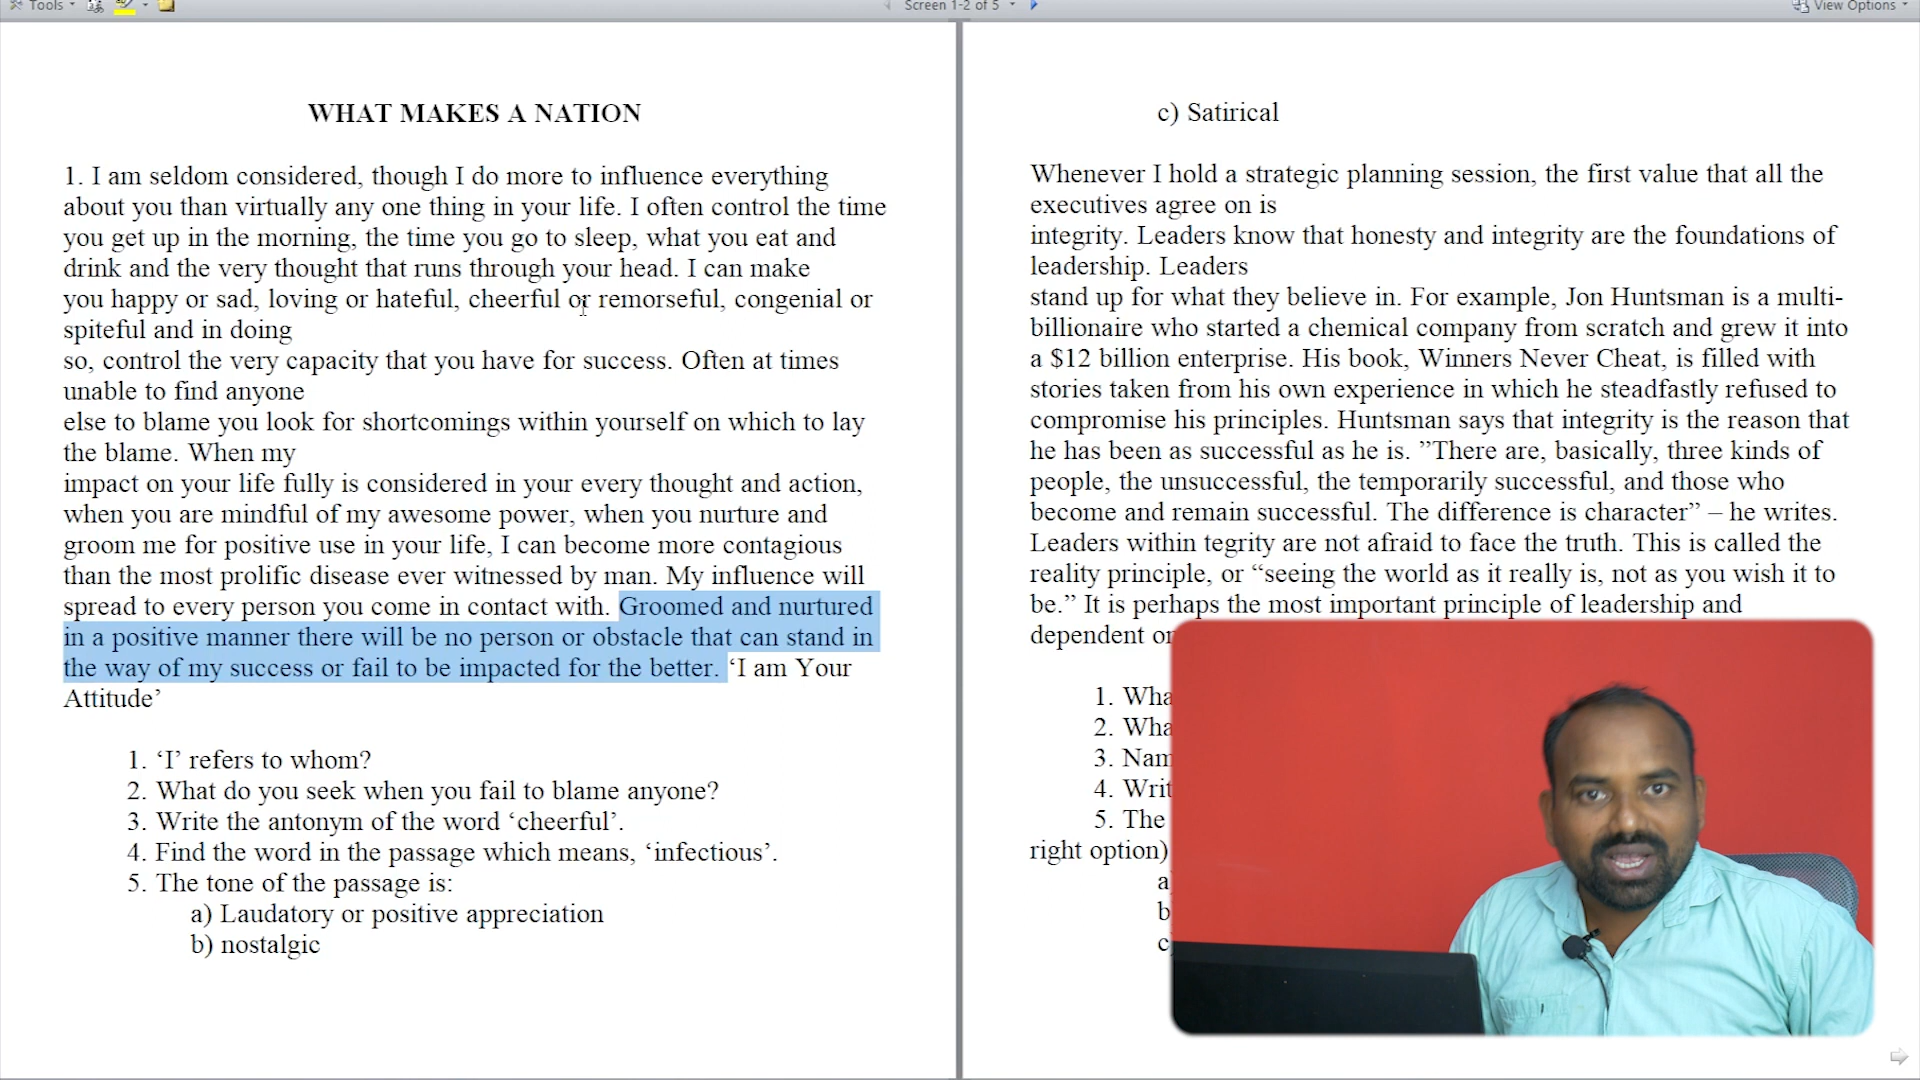 Tools
Screen 1-2 of 5
View Options
WHAT MAKES A NATION
1. I am seldom considered, though I do more to influence everything
about you than virtually any one thing in your life. I often control the time
you get up in the morning, the time you go to sleep, what you eat and
drink and the very thought that runs through your head. I can make
you happy or sad, loving or hateful, cheerful or remorseful, congenial or
spiteful and in doing
so, control the very capacity that you have for success. Often at times
unable to find anyone
else to blame you look for shortcomings within yourself on which to lay
the blame. When my
impact on your life fully is considered in your every thought and action,
when you are mindful of my awesome power, when you nurture and
groom me for positive use in your life, I can become more contagious
than the most prolific disease ever witnessed by man. My influence will
spread to every person you come in contact with. Groomed and nurtured
in a positive manner there will be no person or obstacle that can stand in
the way of my success or fail to be impacted for the better. ‘I am Your
Attitude’
1. ‘I’ refers to whom?
2. What do you seek when you fail to blame anyone?
3. Write the antonym of the word ‘cheerful’.
4. Find the word in the passage which means, ‘infectious’.
5. The tone of the passage is:
a) Laudatory or positive appreciation
b) nostalgic
c) Satirical
Whenever I hold a strategic planning session, the first value that all the
executives agree on is
integrity. Leaders know that honesty and integrity are the foundations of
leadership. Leaders
stand up for what they believe in. For example, Jon Huntsman is a multi-
billionaire who started a chemical company from scratch and grew it into
a $12 billion enterprise. His book, Winners Never Cheat, is filled with
stories taken from his own experience in which he steadfastly refused to
compromise his principles. Huntsman says that integrity is the reason that
he has been as successful as he is. ”There are, basically, three kinds of
people, the unsuccessful, the temporarily successful, and those who
become and remain successful. The difference is character” – he writes.
Leaders within tegrity are not afraid to face the truth. This is called the
reality principle, or “seeing the world as it really is, not as you wish it to
be.” It is perhaps the most important principle of leadership and
dependent
1.
2.
3.
4.
5. The
right option)
a
b
c